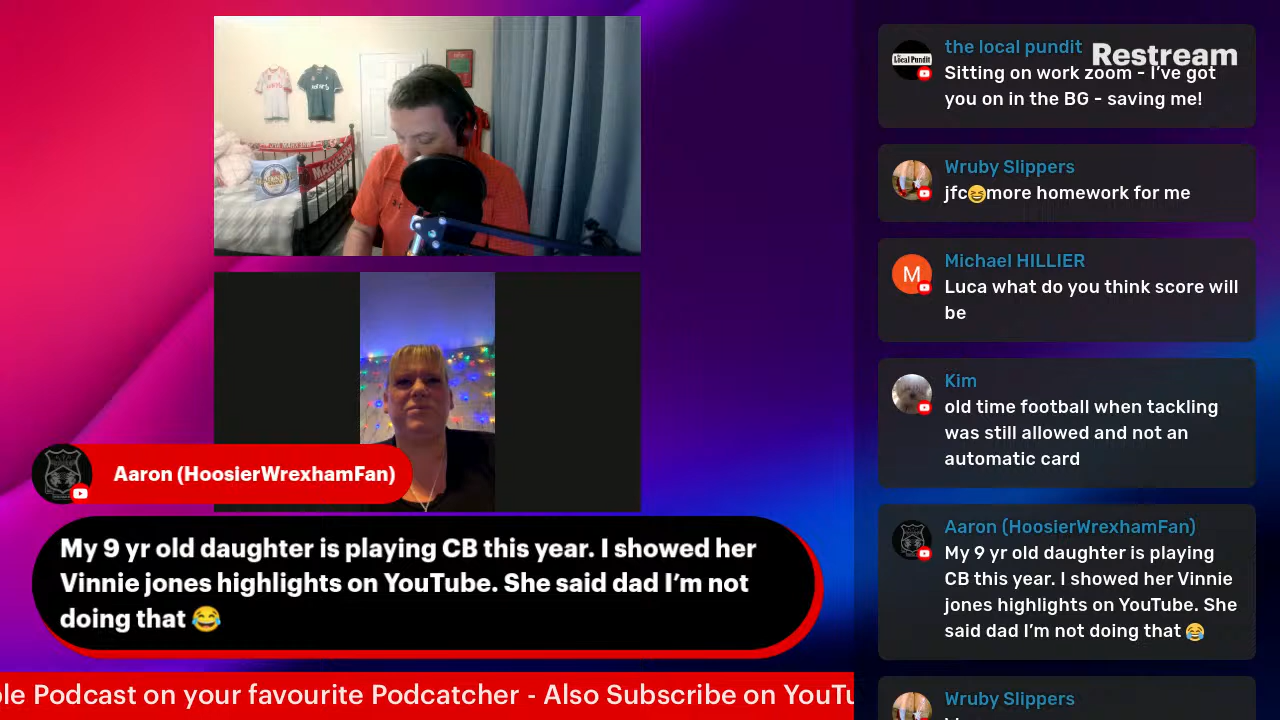 the local pundit
Restream
Local Pundit
Sitting on work zoom - I’ve got
you on in the BG - saving me!
Wruby Slippers
jfc😆more homework for me
Michael HILLIER
M
Luca what do you think score will
be
Kim
old time football when tackling
was still allowed and not an
automatic card
Aaron (HoosierWrexhamFan)
My 9 yr old daughter is playing
CB this year. I showed her Vinnie
jones highlights on YouTube. She
said dad I’m not doing that 😂
Wruby Slippers
Aaron (HoosierWrexhamFan)
My 9 yr old daughter is playing CB this year. I showed her
Vinnie jones highlights on YouTube. She said dad I’m not
doing that 😂
ple Podcast on your favourite Podcatcher - Also Subscribe on YouTu